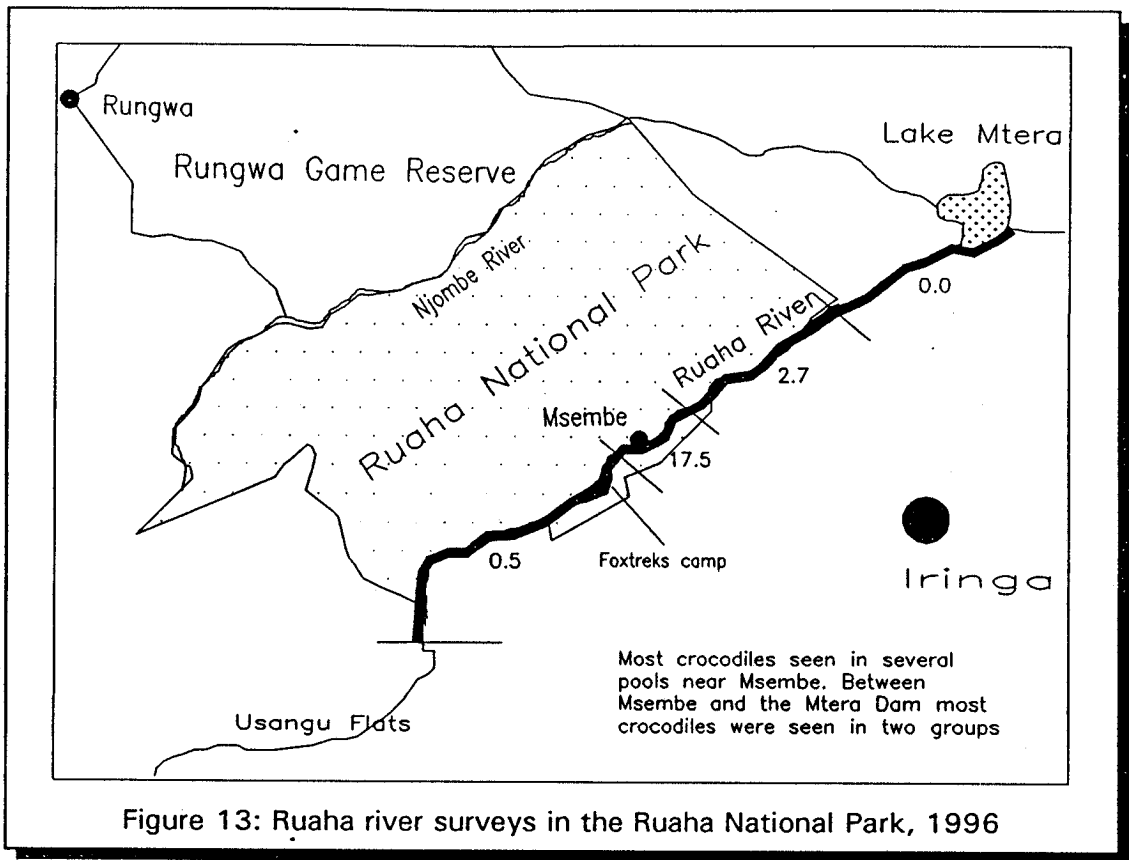 Rungwa
Rungwa Game Reserve
Lake Mtera
Njombe River
Ruaha National Park
Ruaha River
0.0
2.7
Msembe
17.5
0.5
Foxtreks camp
Iringa
Most crocodiles seen in several
pools near Msembe. Between
Msembe and the Mtera Dam most
crocodiles were seen in two groups
Usangu Flats
Figure 13: Ruaha river surveys in the Ruaha National Park, 1996